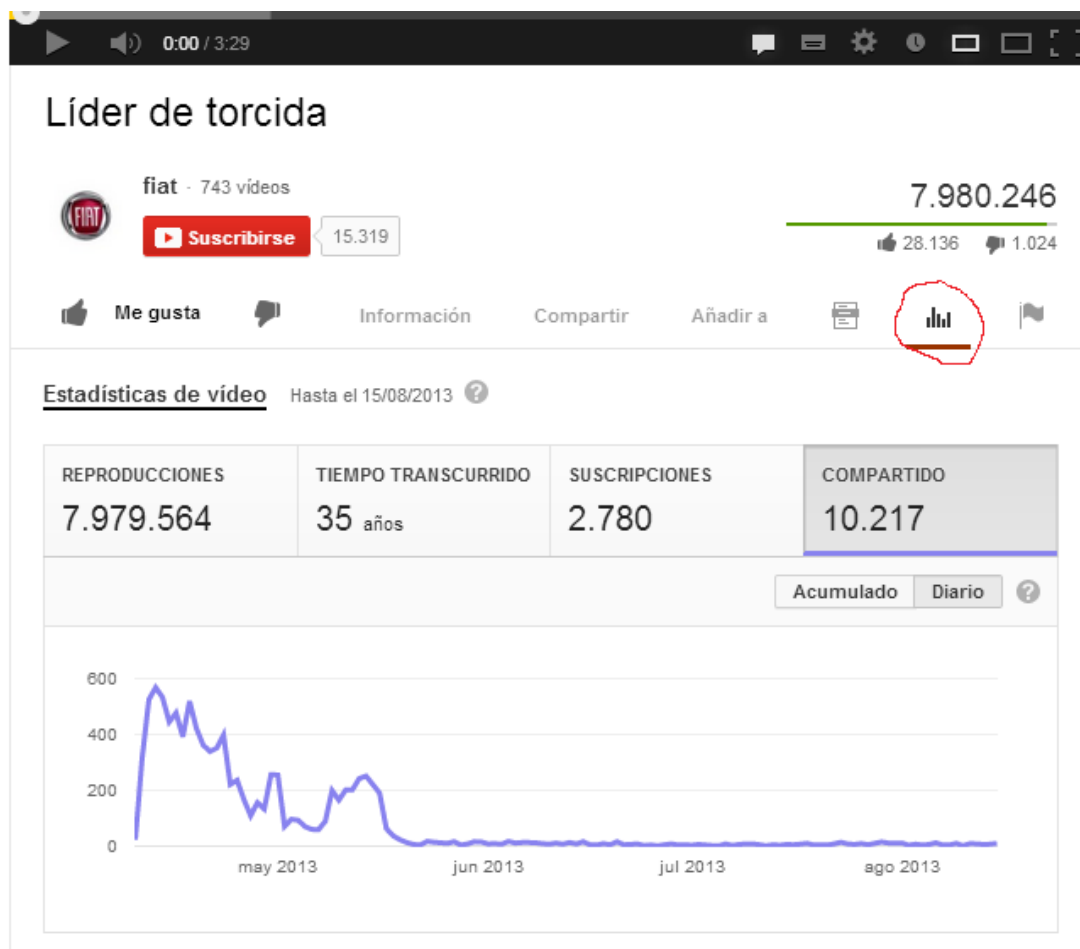 0:00 / 3:29
Líder de torcida
fiat · 743 vídeos
7.980.246
FIAT
Suscribirse 15.319
28.136 1.024
Me gusta Información Compartir Añadir a
Estadísticas de vídeo Hasta el 15/08/2013 ?
REPRODUCCIONES TIEMPO TRANSCURRIDO SUSCRIPCIONES COMPARTIDO
7.979.564 35 años 2.780 10.217
Acumulado Diario ?
600
400
200
0
may 2013 jun 2013 jul 2013 ago 2013